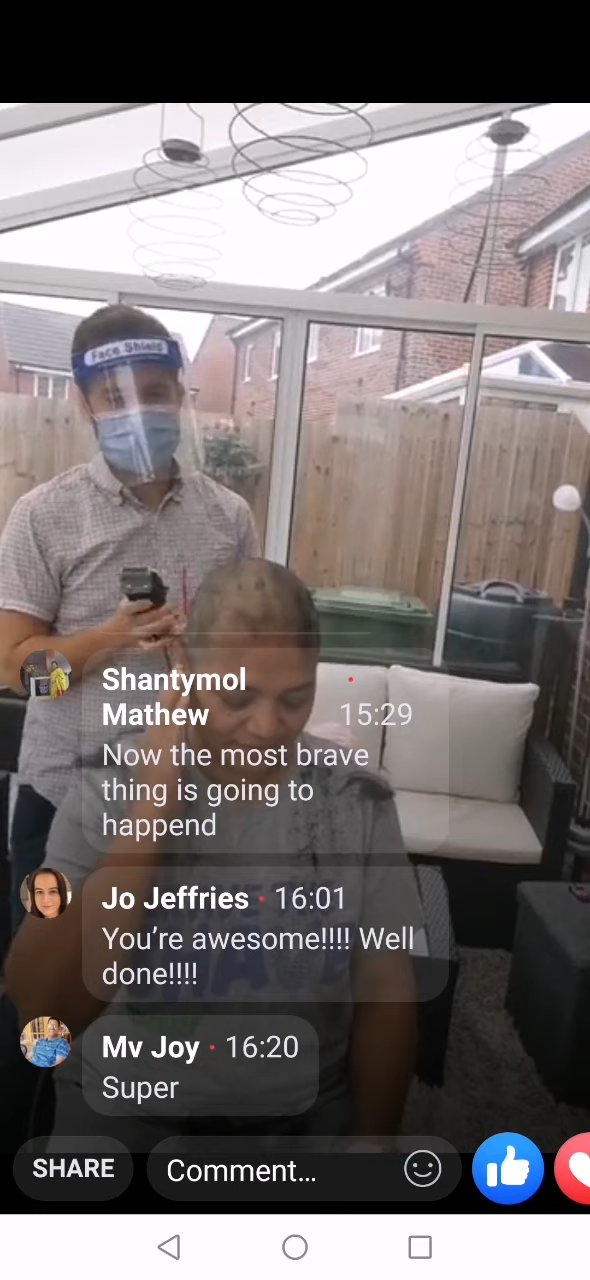 Face Shield
Shantymol
Mathew
• 15:29
Now the most brave
thing is going to
happend
Jo Jeffries • 16:01
You're awesome!!!! Well
done!!!!
Mv Joy • 16:20
Super
SHARE
Comment...